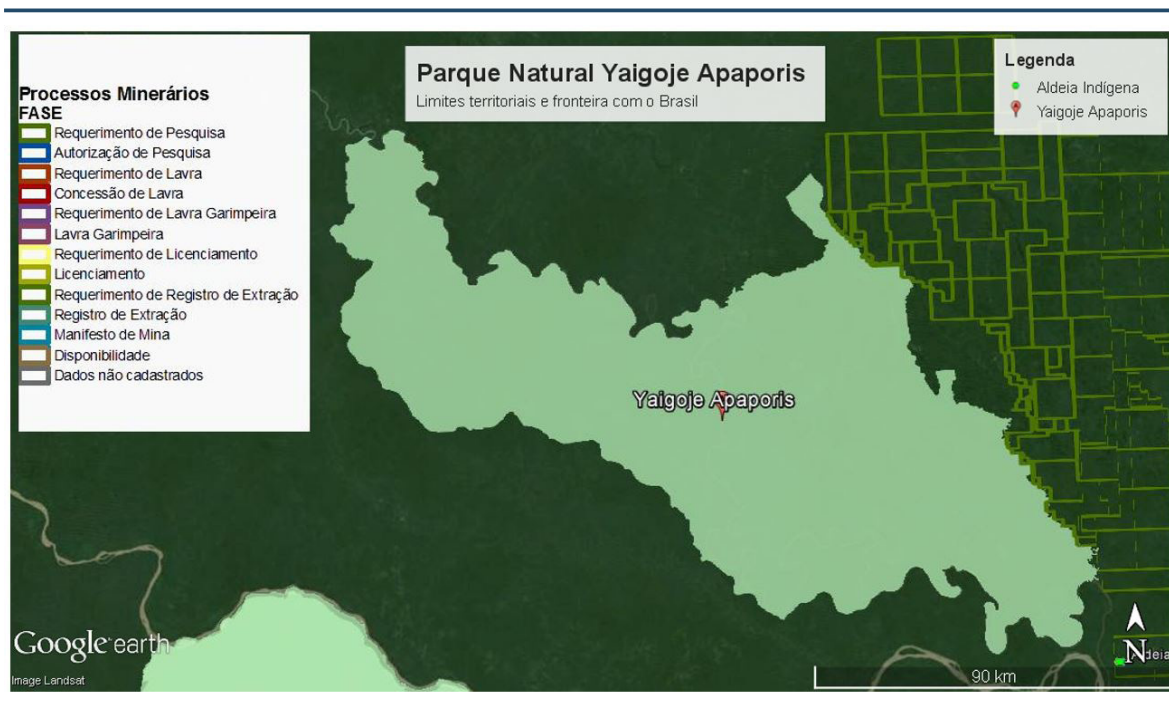 Parque Natural Yaigoje Apaporis
Limites territoriais e fronteira com o Brasil
Legenda
Aldeia Indígena
Yaigoje Apaporis
Processos Minerários
FASE
Requerimento de Pesquisa
Autorização de Pesquisa
Requerimento de Lavra
Concessão de Lavra
Requerimento de Lavra Garimpeira
Lavra Garimpeira
Requerimento de Licenciamento
Licenciamento
Requerimento de Registro de Extração
Registro de Extração
Manifesto de Mina
Disponibilidade
Dados não cadastrados
Yaigoje Apaporis
Google earth
Image Landsat
90 km
N